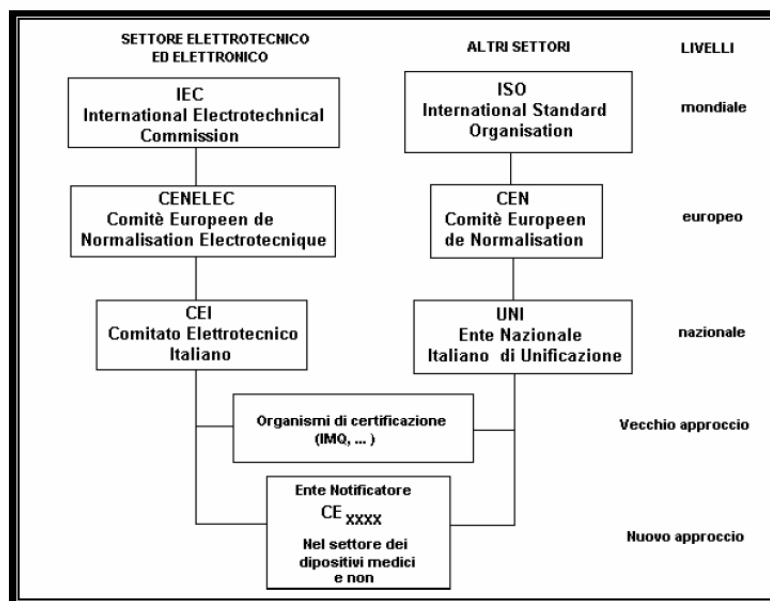 SETTORE ELETTROTECNICO
ED ELETTRONICO
ALTRI SETTORI
LIVELLI
IEC
International Electrotechnical
Commission
ISO
International Standard
Organisation
mondiale
CENELEC
Comitè Europeen de
Normalisation Electrotecnique
CEN
Comitè Europeen
de Normalisation
europeo
CEI
Comitato Elettrotecnico
Italiano
UNI
Ente Nazionale
Italiano di Unificazione
nazionale
Organismi di certificazione
(IMQ, ... )
Vecchio approccio
Ente Notificatore
CE XXXX
Nel settore dei
dipositivi medici
e non
Nuovo approccio